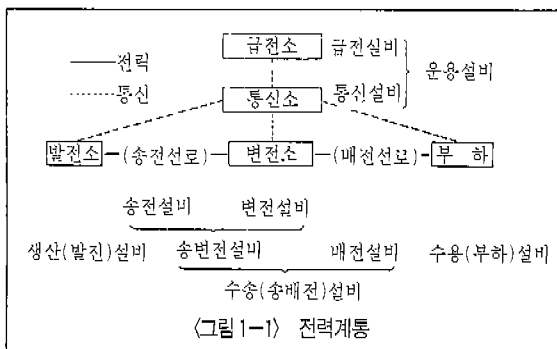 급전소 급전설비
전력 운용설비
통신 통신소 통신설비
발전소 (송전선로) 변전소 (배전선로) 부 하
송전설비 변전설비
생산(발전)설비 송변전설비 배전설비 수용(부하)설비
수송(송배전)설비
〈그림 1-1〉 전력계통